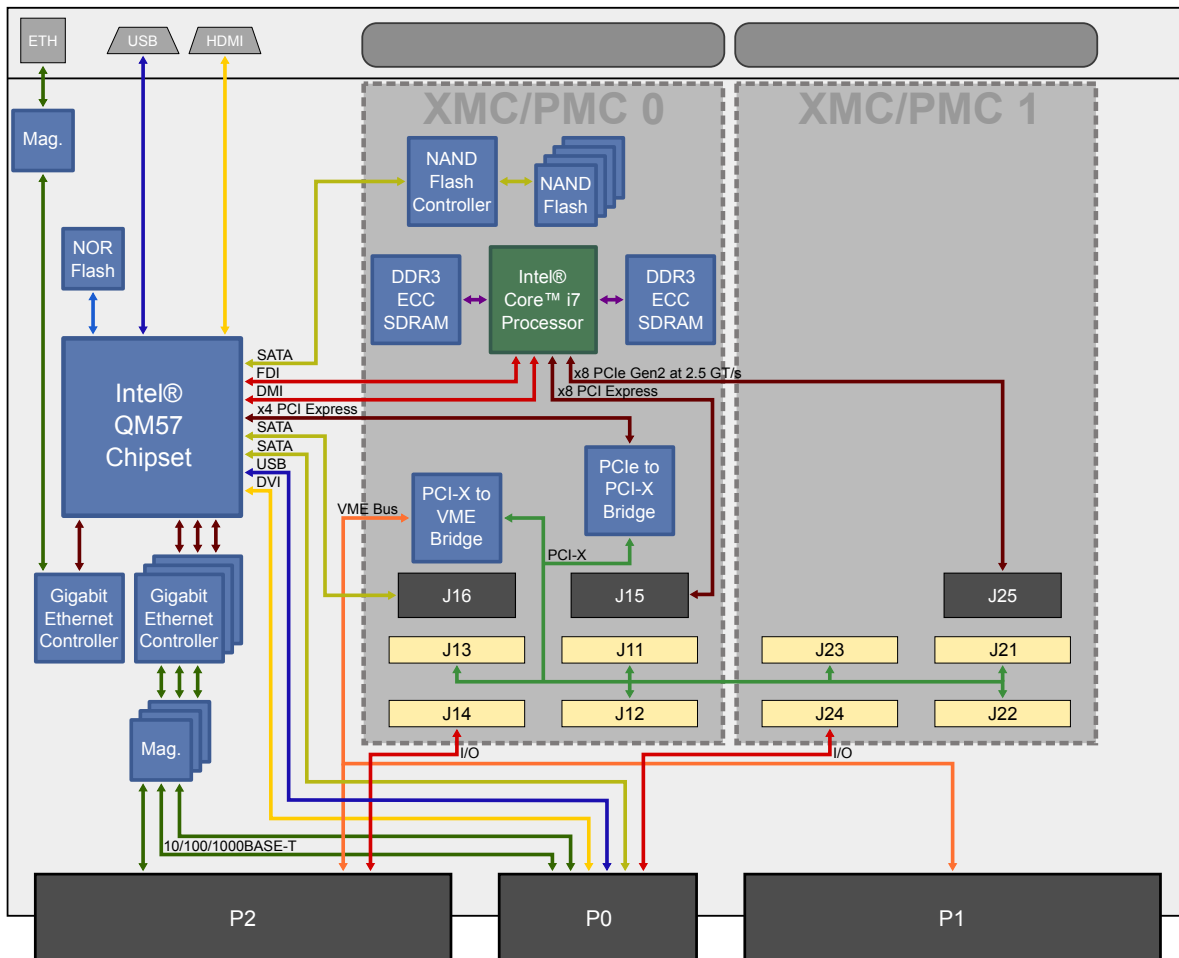 ETH
USB
HDMI
XMC/PMC 0
XMC/PMC 1
Mag.
NAND
Flash
Controller
NAND
Flash
NOR
Flash
DDR3
ECC
SDRAM
Intel®
Core™ i7
Processor
DDR3
ECC
SDRAM
Intel®
QM57
Chipset
SATA
FDI
DMI
x4 PCI Express
SATA
SATA
USB
DVI
x8 PCIe Gen2 at 2.5 GT/s
x8 PCI Express
PCIe to
PCI-X
Bridge
PCI-X to
VME
Bridge
VME Bus
PCI-X
Gigabit
Ethernet
Controller
Gigabit
Ethernet
Controller
J16
J15
J25
J13
J11
J23
J21
J14
J12
J24
J22
Mag.
I/O
I/O
10/100/1000BASE-T
P2
P0
P1